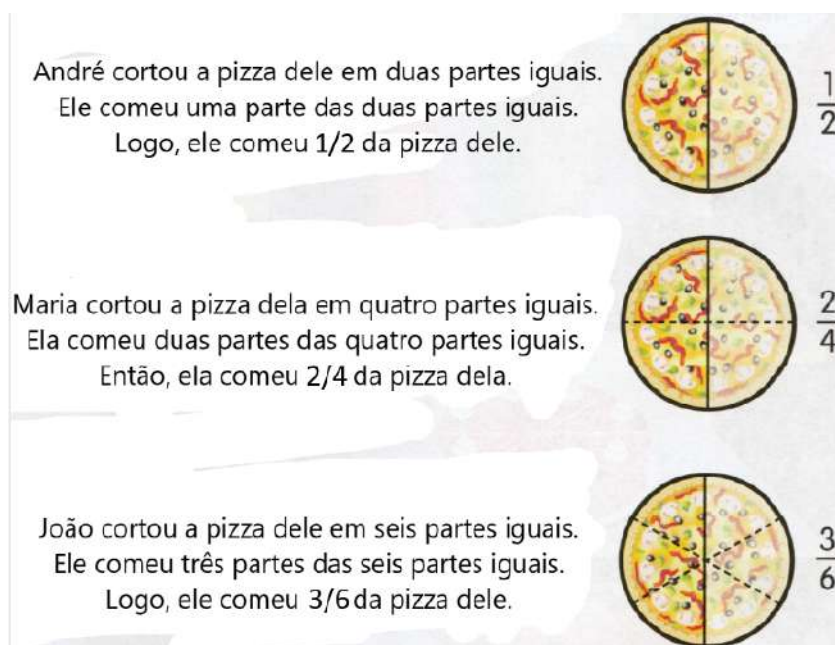 André cortou a pizza dele em duas partes iguais.
Ele comeu uma parte das duas partes iguais.
Logo, ele comeu 1/2 da pizza dele.
1
2
Maria cortou a pizza dela em quatro partes iguais.
Ela comeu duas partes das quatro partes iguais.
Então, ela comeu 2/4 da pizza dela.
2
4
João cortou a pizza dele em seis partes iguais.
Ele comeu três partes das seis partes iguais.
Logo, ele comeu 3/6 da pizza dele.
3
6